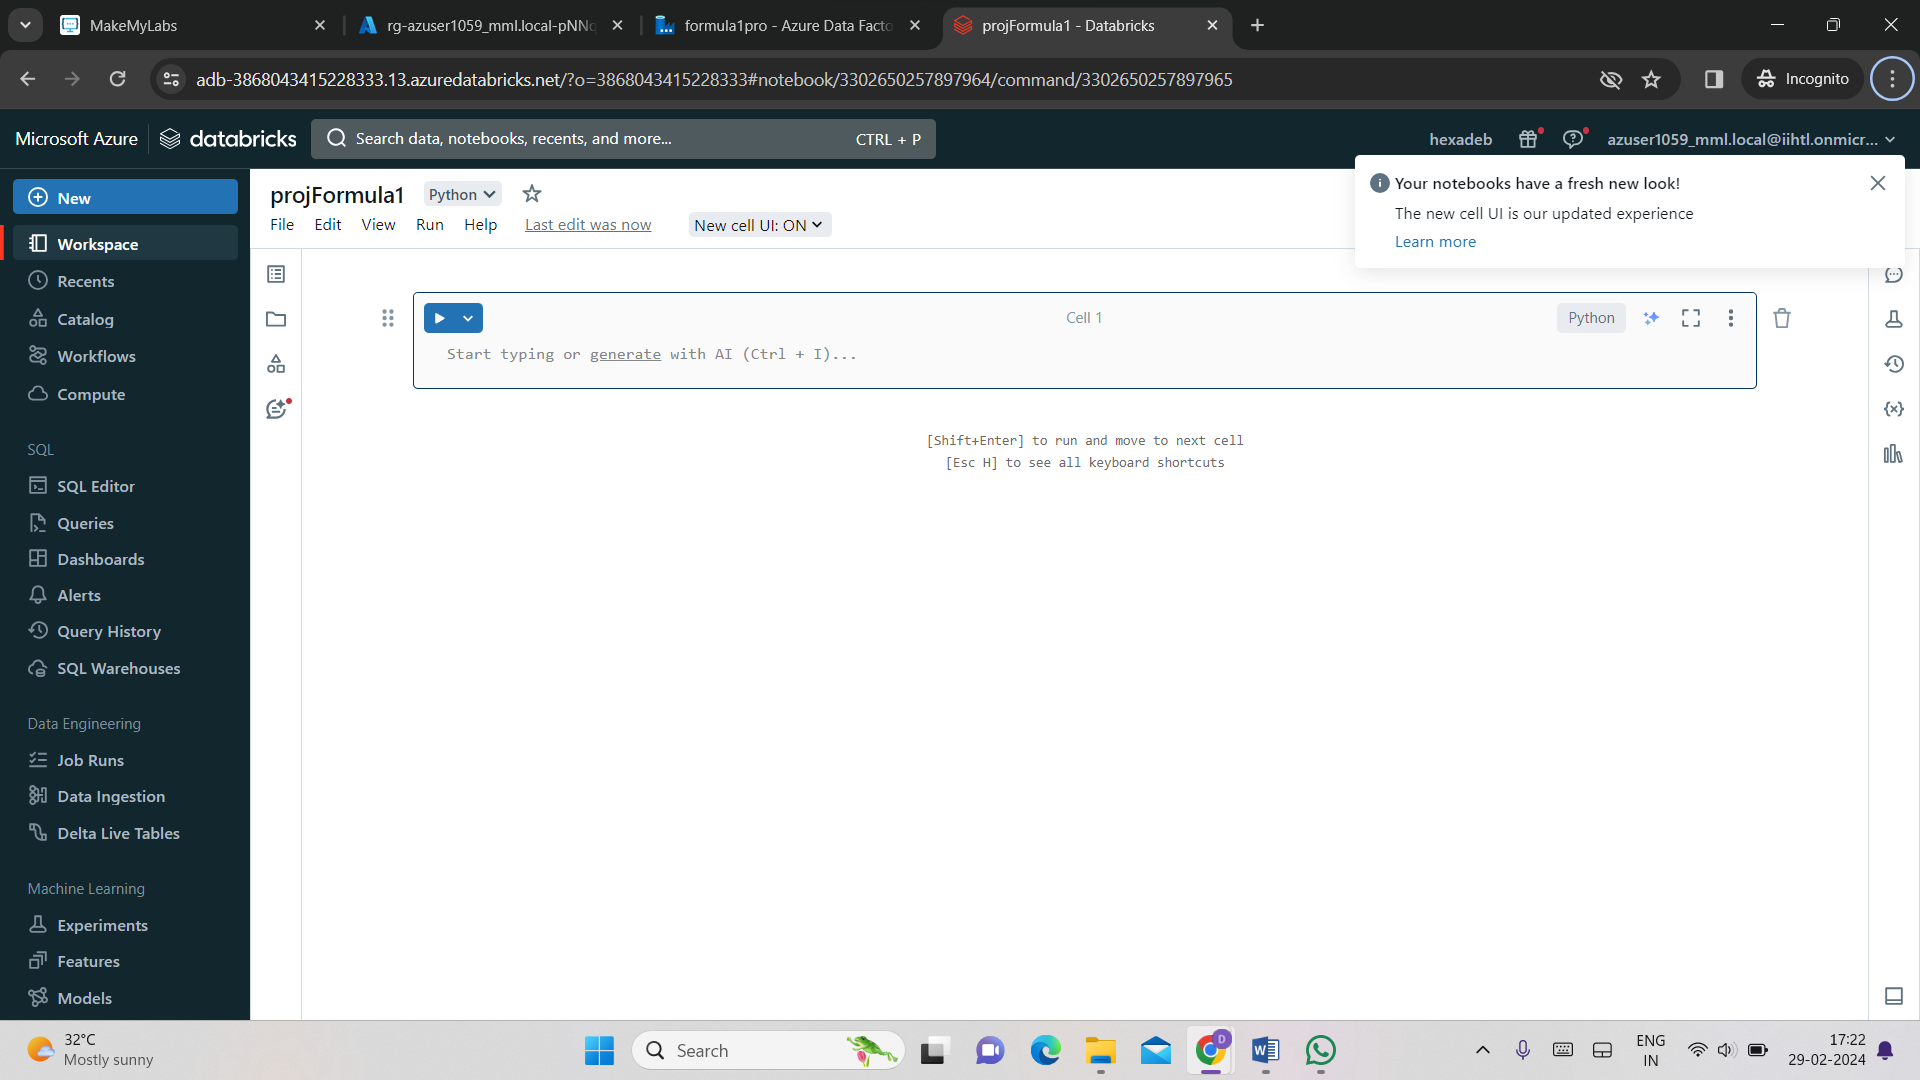 MakeMyLabs
rg-azuser1059_mml.local-pNNq
formula1pro - Azure Data Facto
projFormula1 - Databricks
adb-3868043415228333.13.azuredatabricks.net/?o=3868043415228333#notebook/3302650257897964/command/3302650257897965
Incognito
Microsoft Azure
databricks
Search data, notebooks, recents, and more...
CTRL + P
hexadeb
azuser1059_mml.local@iihtl.onmicr...
New
Workspace
Recents
Catalog
Workflows
Compute
SQL
SQL Editor
Queries
Dashboards
Alerts
Query History
SQL Warehouses
Data Engineering
Job Runs
Data Ingestion
Delta Live Tables
Machine Learning
Experiments
Features
Models
projFormula1
Python
File Edit View Run Help Last edit was now New cell UI: ON
Your notebooks have a fresh new look!
The new cell UI is our updated experience
Learn more
Cell 1
Python
Start typing or generate with AI (Ctrl + I)...
[Shift+Enter] to run and move to next cell
[Esc H] to see all keyboard shortcuts
32°C
Mostly sunny
Search
D
ENG
IN
17:22
29-02-2024